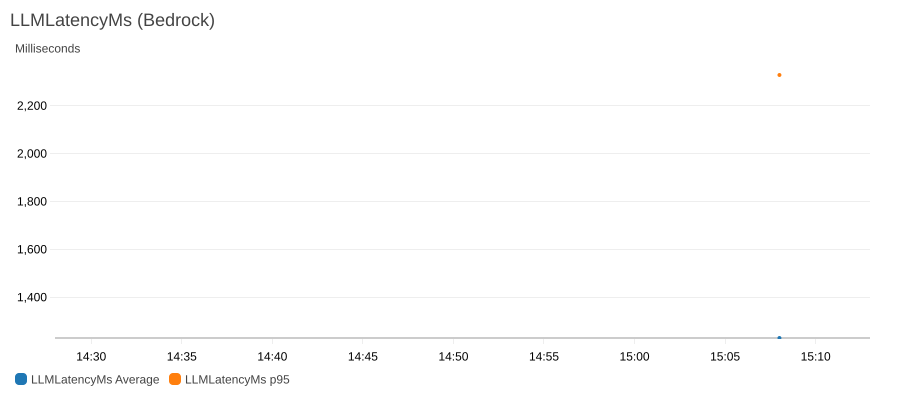 LLMLatencyMs (Bedrock)
Milliseconds
2,200
2,000
1,800
1,600
1,400
14:30 14:35 14:40 14:45 14:50 14:55 15:00 15:05 15:10
LLMLatencyMs Average LLMLatencyMs p95